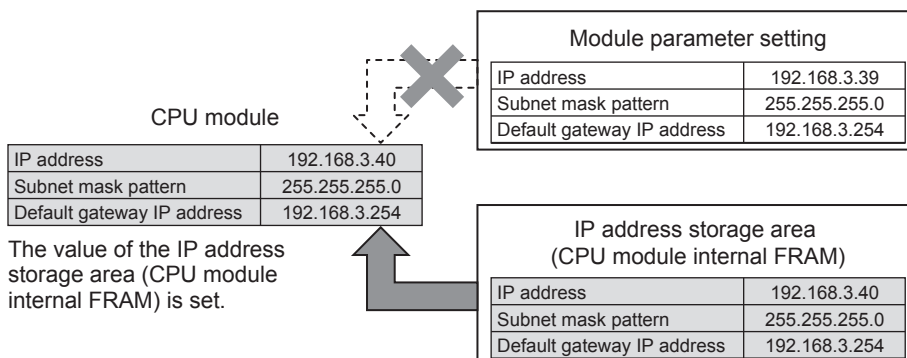 Module parameter setting
IP address 192.168.3.39
Subnet mask pattern 255.255.255.0
Default gateway IP address 192.168.3.254
CPU module
IP address 192.168.3.40
Subnet mask pattern 255.255.255.0
Default gateway IP address 192.168.3.254
The value of the IP address
storage area (CPU module
internal FRAM) is set.
IP address storage area
(CPU module internal FRAM)
IP address 192.168.3.40
Subnet mask pattern 255.255.255.0
Default gateway IP address 192.168.3.254